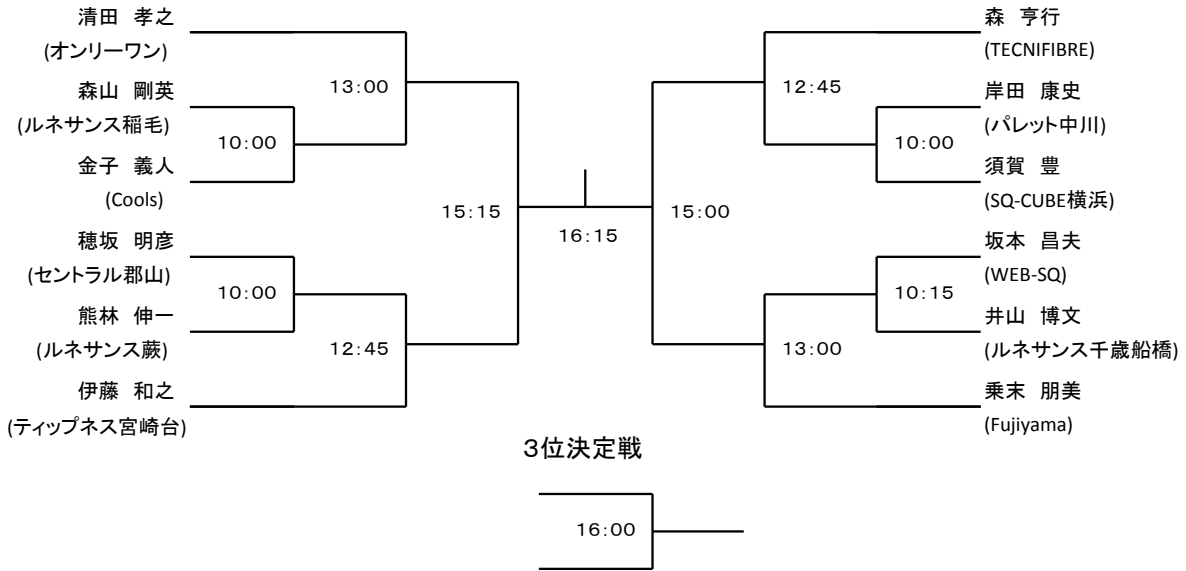 清田 孝之
(オンリーワン)
森山 剛英
(ルネサンス稲毛)
金子 義人
(Cools)
穂坂 明彦
(セントラル郡山)
熊林 伸一
(ルネサンス蕨)
伊藤 和之
(ティップネス宮崎台)
13:00
10:00
10:00
12:45
15:15
16:15
15:00
12:45
10:00
10:15
13:00
森 亨行
(TECNIFIBRE)
岸田 康史
(パレット中川)
須賀 豊
(SQ-CUBE横浜)
坂本 昌夫
(WEB-SQ)
井山 博文
(ルネサンス千歳船橋)
乗末 朋美
(Fujiyama)
3位決定戦
16:00